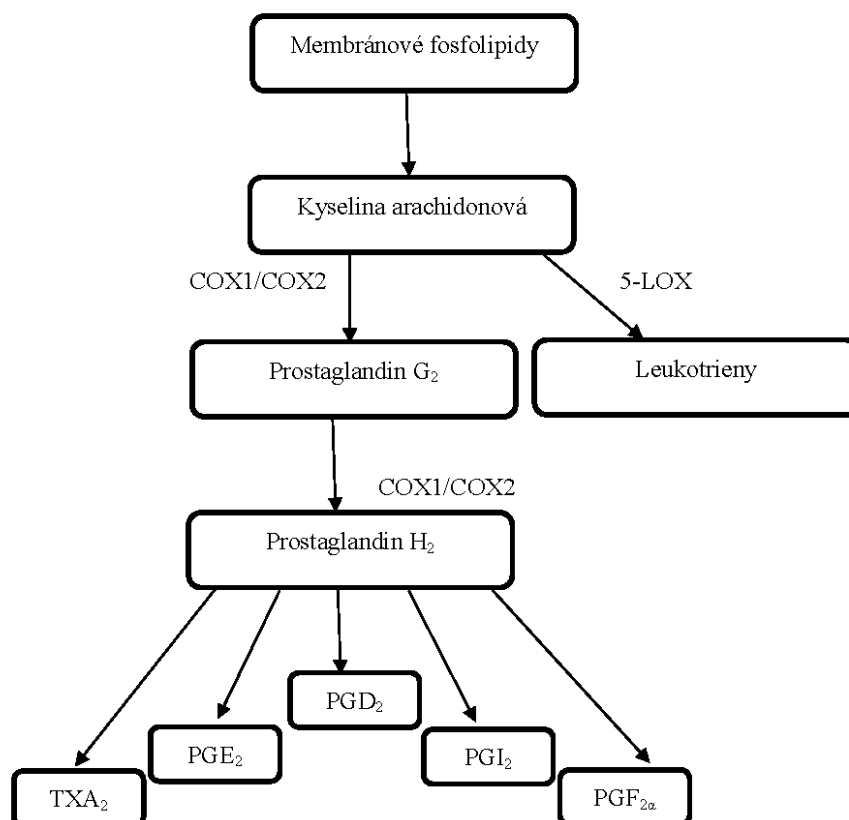 Membránové fosfolipidy
Kyselina arachidonová
COX1/COX2
5-LOX
Prostaglandin G₂
Leukotrieny
COX1/COX2
Prostaglandin H₂
PGD₂
PGE₂
PGI₂
TXA₂
PGF₂α